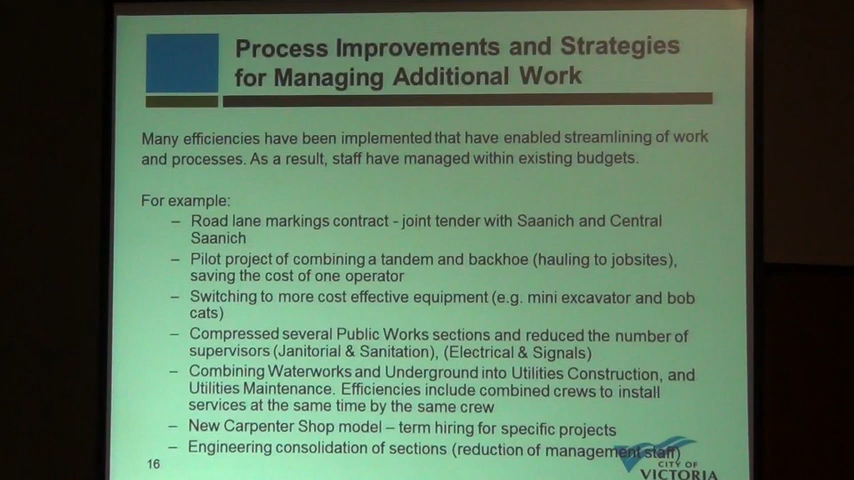 Process Improvements and Strategies
for Managing Additional Work
Many efficiencies have been implemented that have enabled streamlining of work
and processes. As a result, staff have managed within existing budgets.
For example:
– Road lane markings contract - joint tender with Saanich and Central
Saanich
– Pilot project of combining a tandem and backhoe (hauling to jobsites),
saving the cost of one operator
– Switching to more cost effective equipment (e.g. mini excavator and bob
cats)
– Compressed several Public Works sections and reduced the number of
supervisors (Janitorial & Sanitation), (Electrical & Signals)
– Combining Waterworks and Underground into Utilities Construction, and
Utilities Maintenance. Efficiencies include combined crews to install
services at the same time by the same crew
– New Carpenter Shop model – term hiring for specific projects
– Engineering consolidation of sections (reduction of management staff)
16
CITY OF
VICTORIA